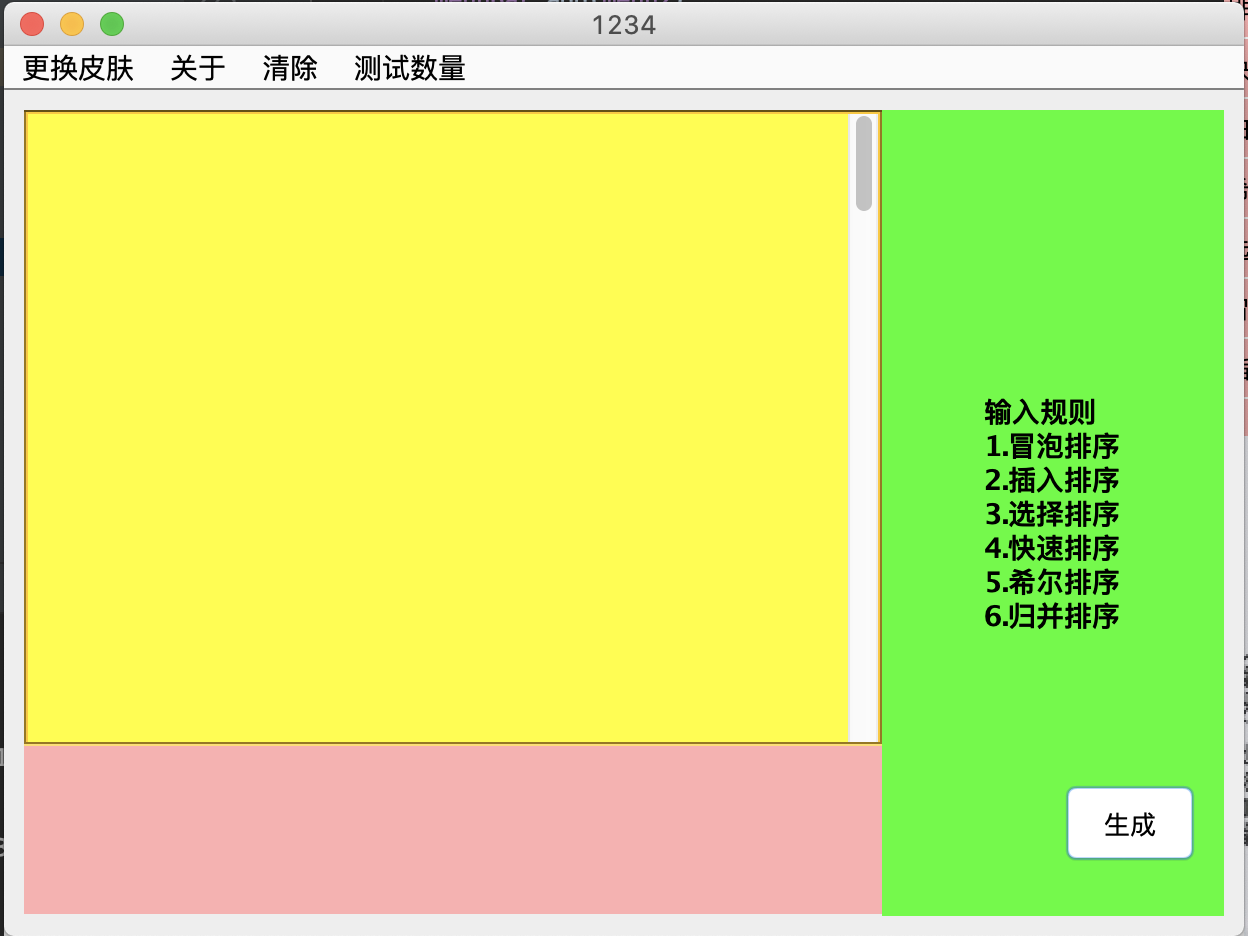 1234
更换皮肤 关于 清除 测试数量
输入规则
1.冒泡排序
2.插入排序
3.选择排序
4.快速排序
5.希尔排序
6.归并排序
生成